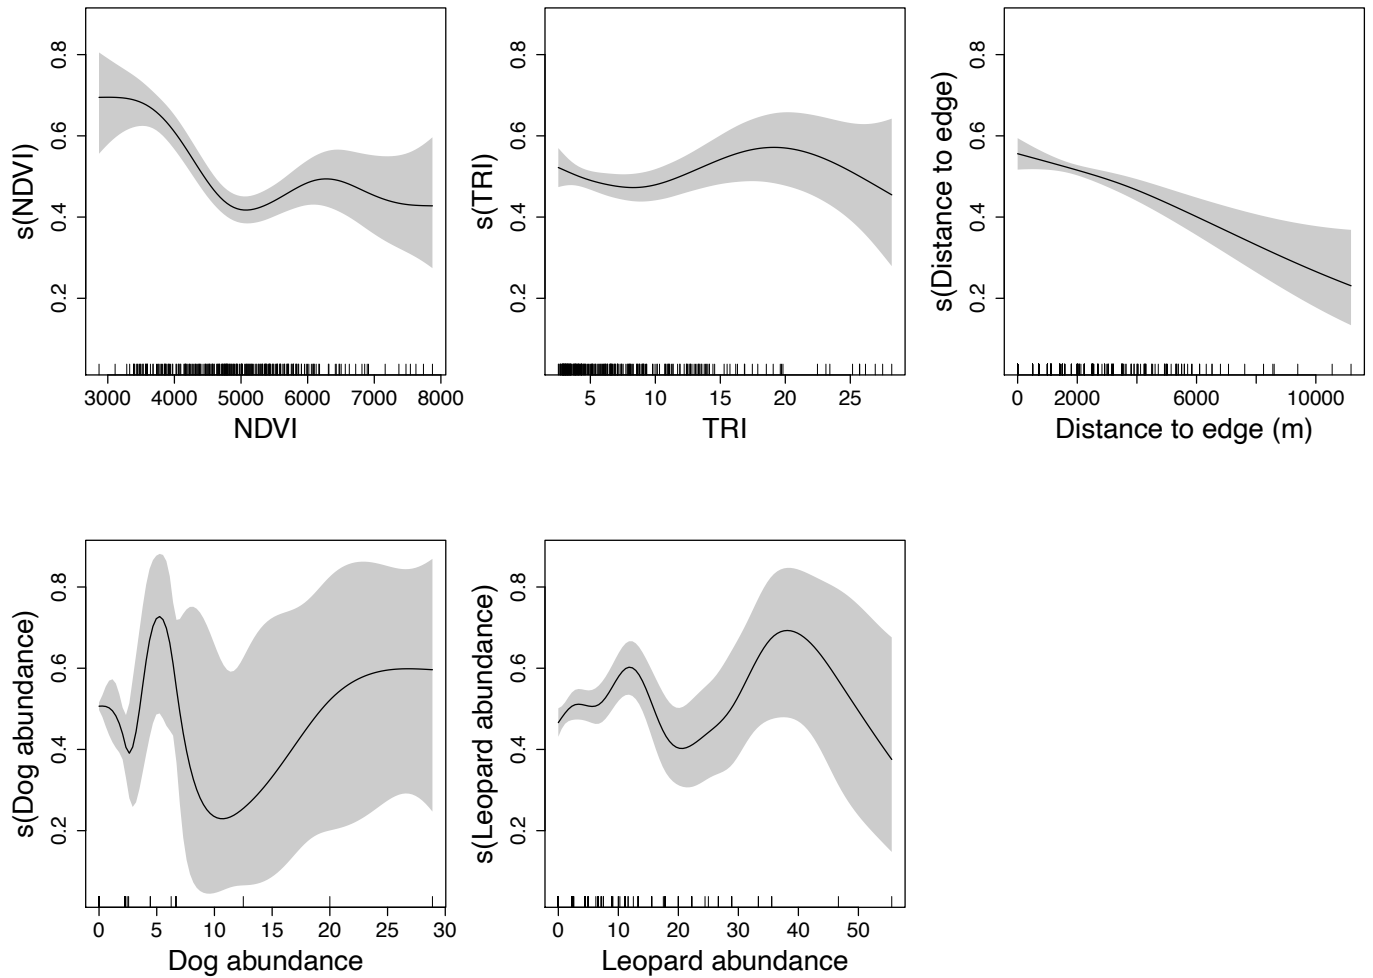 s(NDVI)
0.2 0.4 0.6 0.8
3000 4000 5000 6000 7000 8000
NDVI
s(TRI)
0.2 0.4 0.6 0.8
5 10 15 20 25
TRI
s(Distance to edge)
0.2 0.4 0.6 0.8
0 2000 6000 10000
Distance to edge (m)
s(Dog abundance)
0.2 0.4 0.6 0.8
0 5 10 15 20 25 30
Dog abundance
s(Leopard abundance)
0.2 0.4 0.6 0.8
0 10 20 30 40 50
Leopard abundance